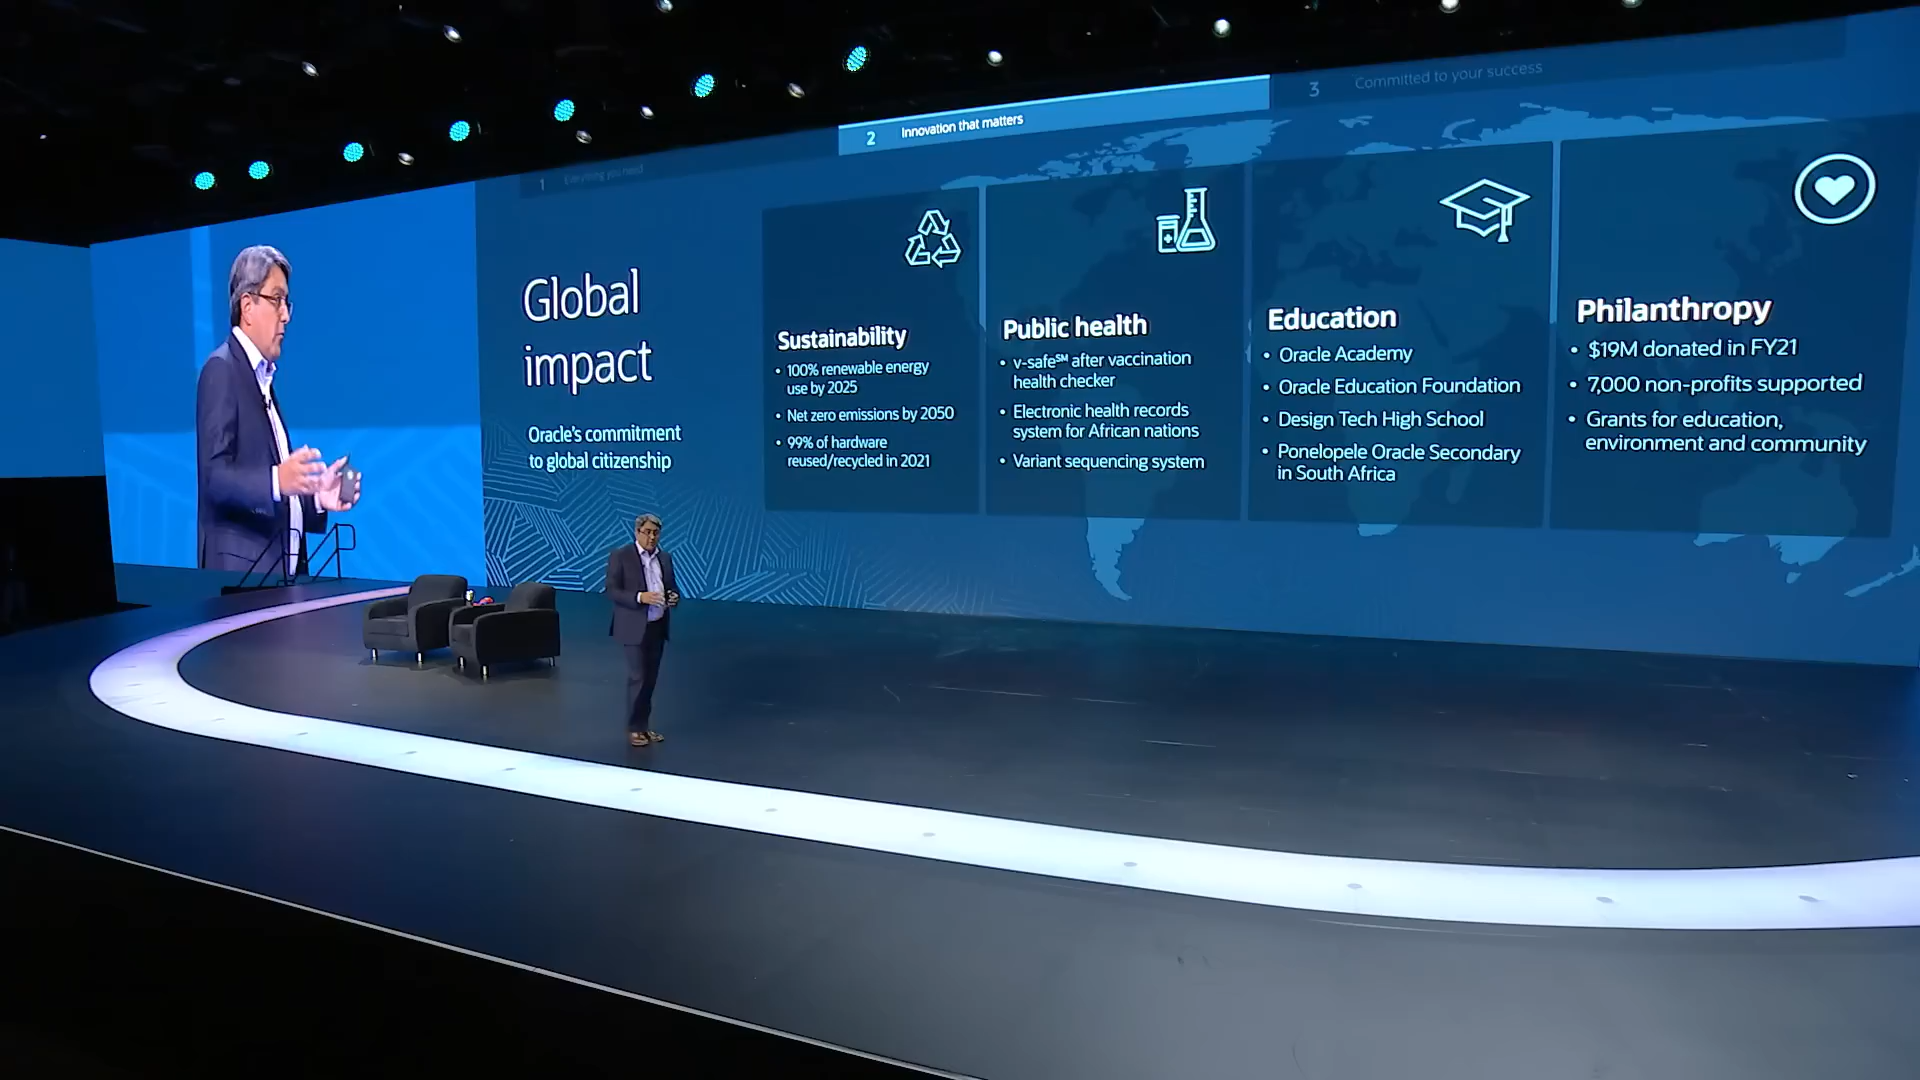 1 Everything you need
2 Innovation that matters
3 Committed to your success
Global
impact
Oracle's commitment
to global citizenship
Sustainability
• 100% renewable energy
use by 2025
• Net zero emissions by 2050
• 99% of hardware
reused/recycled in 2021
Public health
• v-safe℠ after vaccination
health checker
• Electronic health records
system for African nations
• Variant sequencing system
Education
• Oracle Academy
• Oracle Education Foundation
• Design Tech High School
• Ponelopele Oracle Secondary
in South Africa
Philanthropy
• $19M donated in FY21
• 7,000 non-profits supported
• Grants for education,
environment and community